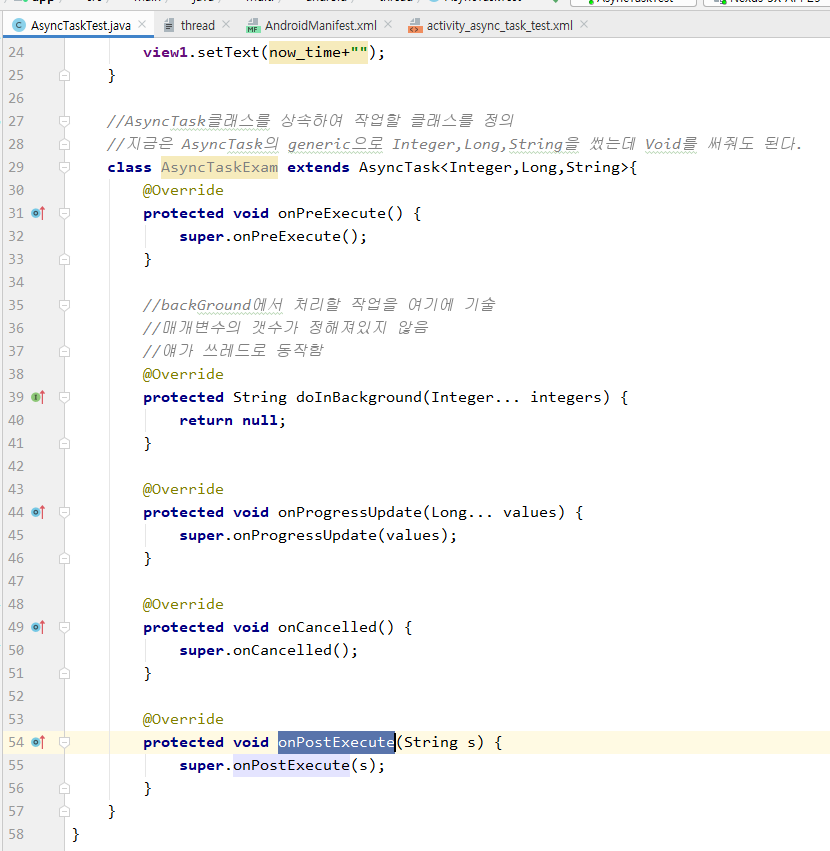 AsyncTaskTest.java thread AndroidManifest.xml activity_async_task_test.xml
24 view1.setText(now_time+"");
25 }
26
27 //AsyncTask클래스를 상속하여 작업할 클래스를 정의
28 //지금은 AsyncTask의 generic으로 Integer,Long,String을 썼는데 Void를 써줘도 된다.
29 class AsyncTaskExam extends AsyncTask<Integer,Long,String>{
30 @Override
31 protected void onPreExecute() {
32 super.onPreExecute();
33 }
34
35 //backGround에서 처리할 작업을 여기에 기술
36 //매개변수의 갯수가 정해져있지 않음
37 //얘가 쓰레드로 동작함
38 @Override
39 protected String doInBackground(Integer... integers) {
40 return null;
41 }
42
43 @Override
44 protected void onProgressUpdate(Long... values) {
45 super.onProgressUpdate(values);
46 }
47
48 @Override
49 protected void onCancelled() {
50 super.onCancelled();
51 }
52
53 @Override
54 protected void onPostExecute(String s) {
55 super.onPostExecute(s);
56 }
57 }
58 }